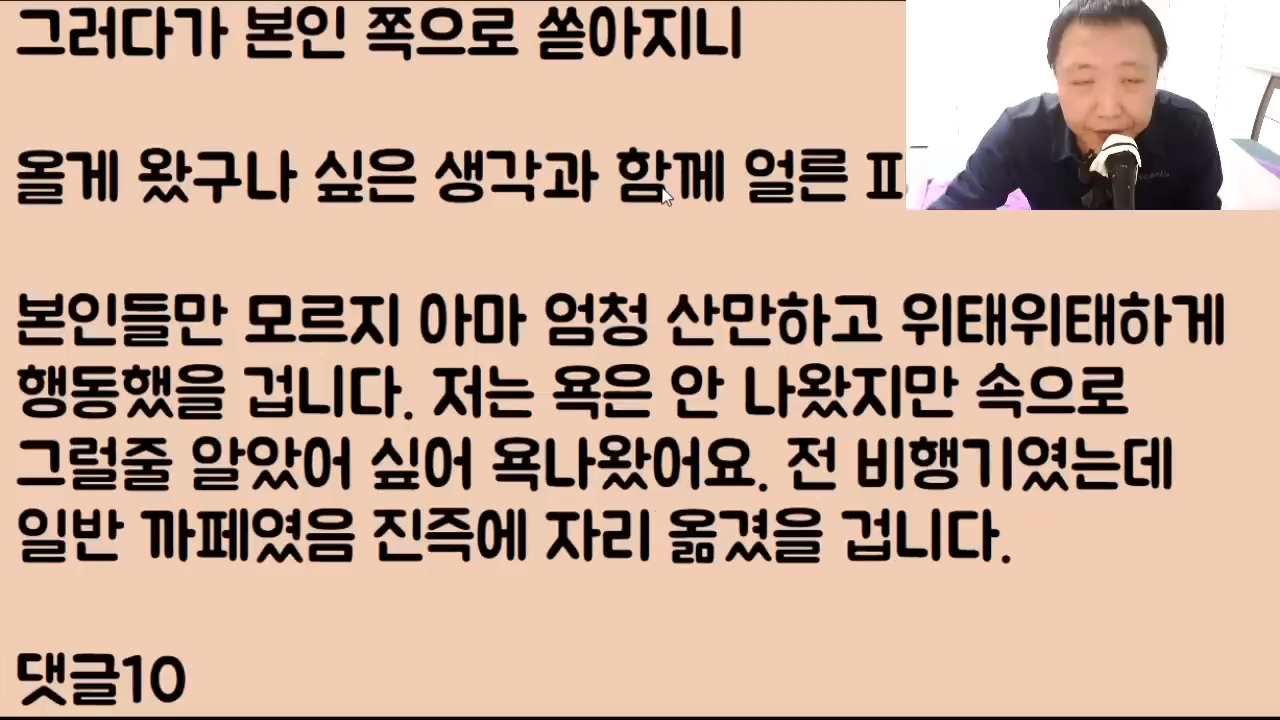 그러다가 본인 쪽으로 쏟아지니
올게 왔구나 싶은 생각과 함께 얼른
본인들만 모르지 아마 엄청 산만하고 위태위태하게
행동했을 겁니다. 저는 욕은 안 나왔지만 속으로
그럴줄 알았어 싶어 욕나왔어요. 전 비행기였는데
일반 까페였음 진즉에 자리 옮겼을 겁니다.
댓글10